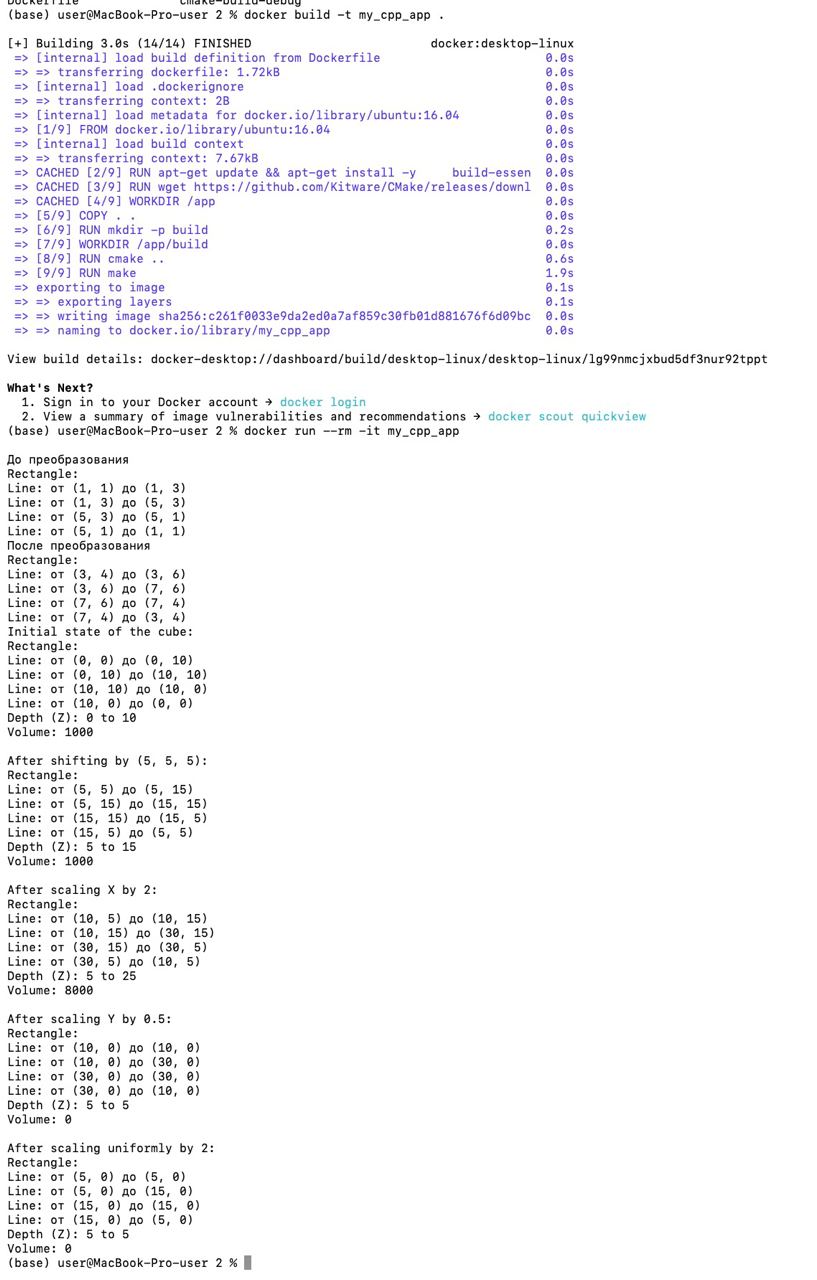 Dockerfile cmake-build-debug
(base) user@MacBook-Pro-user 2 % docker build -t my_cpp_app .
[+] Building 3.0s (14/14) FINISHED docker:desktop-linux
=> [internal] load build definition from Dockerfile 0.0s
=> => transferring dockerfile: 1.72kB 0.0s
=> [internal] load .dockerignore 0.0s
=> => transferring context: 2B 0.0s
=> [internal] load metadata for docker.io/library/ubuntu:16.04 0.0s
=> [1/9] FROM docker.io/library/ubuntu:16.04 0.0s
=> [internal] load build context 0.0s
=> => transferring context: 7.67kB 0.0s
=> CACHED [2/9] RUN apt-get update && apt-get install -y build-essen 0.0s
=> CACHED [3/9] RUN wget https://github.com/Kitware/CMake/releases/downl 0.0s
=> CACHED [4/9] WORKDIR /app 0.0s
=> [5/9] COPY . . 0.0s
=> [6/9] RUN mkdir -p build 0.2s
=> [7/9] WORKDIR /app/build 0.0s
=> [8/9] RUN cmake .. 0.6s
=> [9/9] RUN make 1.9s
=> exporting to image 0.1s
=> => exporting layers 0.1s
=> => writing image sha256:c261f0033e9da2ed0a7af859c30fb01d881676f6d09bc 0.0s
=> => naming to docker.io/library/my_cpp_app 0.0s
View build details: docker-desktop://dashboard/build/desktop-linux/desktop-linux/lg99nmcjxbud5df3nur92tppt
What's Next?
1. Sign in to your Docker account → docker login
2. View a summary of image vulnerabilities and recommendations → docker scout quickview
(base) user@MacBook-Pro-user 2 % docker run --rm -it my_cpp_app
До преобразования
Rectangle:
Line: от (1, 1) до (1, 3)
Line: от (1, 3) до (5, 3)
Line: от (5, 3) до (5, 1)
Line: от (5, 1) до (1, 1)
После преобразования
Rectangle:
Line: от (3, 4) до (3, 6)
Line: от (3, 6) до (7, 6)
Line: от (7, 6) до (7, 4)
Line: от (7, 4) до (3, 4)
Initial state of the cube:
Rectangle:
Line: от (0, 0) до (0, 10)
Line: от (0, 10) до (10, 10)
Line: от (10, 10) до (10, 0)
Line: от (10, 0) до (0, 0)
Depth (Z): 0 to 10
Volume: 1000
After shifting by (5, 5, 5):
Rectangle:
Line: от (5, 5) до (5, 15)
Line: от (5, 15) до (15, 15)
Line: от (15, 15) до (15, 5)
Line: от (15, 5) до (5, 5)
Depth (Z): 5 to 15
Volume: 1000
After scaling X by 2:
Rectangle:
Line: от (10, 5) до (10, 15)
Line: от (10, 15) до (30, 15)
Line: от (30, 15) до (30, 5)
Line: от (30, 5) до (10, 5)
Depth (Z): 5 to 25
Volume: 8000
After scaling Y by 0.5:
Rectangle:
Line: от (10, 0) до (10, 0)
Line: от (10, 0) до (30, 0)
Line: от (30, 0) до (30, 0)
Line: от (30, 0) до (10, 0)
Depth (Z): 5 to 5
Volume: 0
After scaling uniformly by 2:
Rectangle:
Line: от (5, 0) до (5, 0)
Line: от (5, 0) до (15, 0)
Line: от (15, 0) до (15, 0)
Line: от (15, 0) до (5, 0)
Depth (Z): 5 to 5
Volume: 0
(base) user@MacBook-Pro-user 2 %